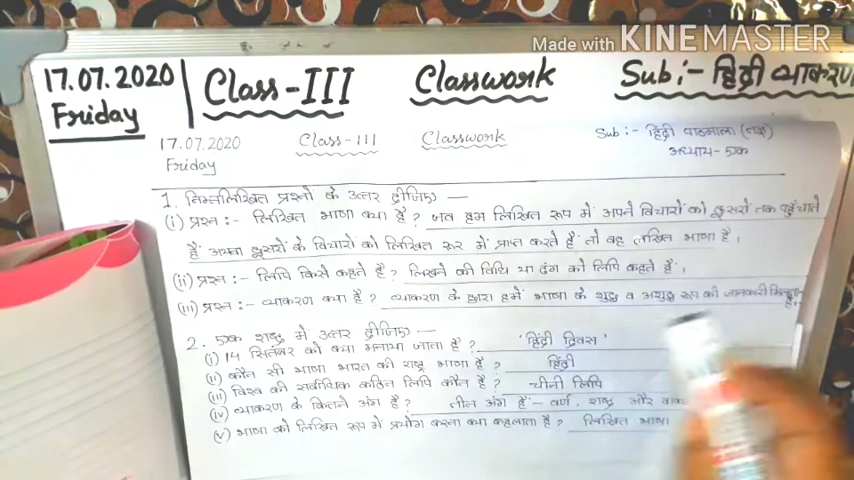 Made with KINEMASTER
17.07.2020 Class-III Classwork Sub:- हिंदी व्याकरण
Friday
17.07.2020 Class-III Classwork Sub:- हिंदी पाठमाला
Friday अध्याय-एक
1. निम्नलिखित प्रश्नों के उत्तर दीजिए —
(i) प्रश्न :- लिखित भाषा क्या है ? जब हम लिखित रूप में अपने विचारों को दूसरों तक पहुँचाते
हैं अथवा दूसरों के विचारों को लिखित रूप में प्राप्त करते हैं तो वह लिखित भाषा है।
(ii) प्रश्न :- लिपि किसे कहते हैं ? लिखने की विधि या ढंग को लिपि कहते हैं।
(iii) प्रश्न :- व्याकरण क्या है ? व्याकरण के द्वारा हमें भाषा के शुद्ध व अशुद्ध रूप की जानकारी मिलती है।
2. एक शब्द में उत्तर दीजिए —
(i) 14 सितंबर को क्या मनाया जाता है ? 'हिंदी दिवस'
(ii) कौन सी भाषा भारत की राष्ट्र भाषा है ? हिंदी
(iii) विश्व की सर्वाधिक कठिन लिपि कौन है ? चीनी लिपि
(iv) व्याकरण के कितने अंग हैं ? तीन अंग हैं – वर्ण, शब्द और वाक
(v) भाषा को लिखित रूप में प्रयोग करना क्या कहलाता है ? लिखित भाषा